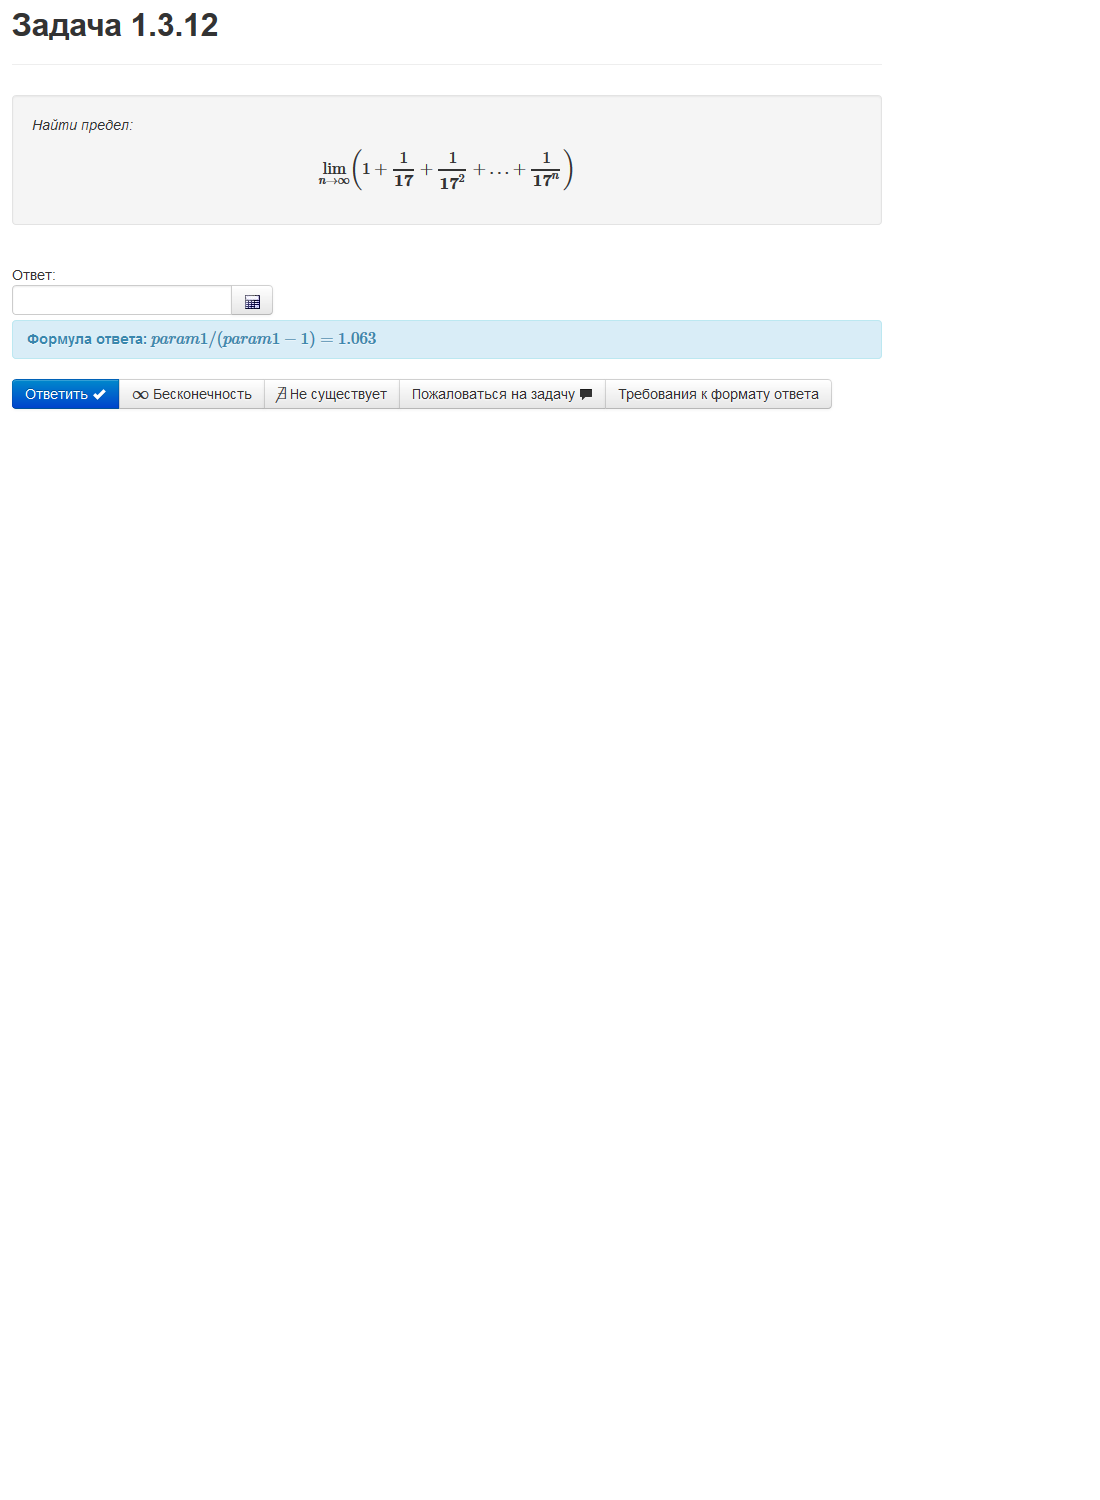 Задача 1.3.12
Найти предел:
$\lim_{n \to \infty} \left( 1 + \frac{1}{17} + \frac{1}{17^2} + \ldots + \frac{1}{17^n} \right)$
Ответ:
Формула ответа: $param1/(param1 - 1) = 1.063$
Ответить ∞ Бесконечность ∄ Не существует Пожаловаться на задачу Требования к формату ответа